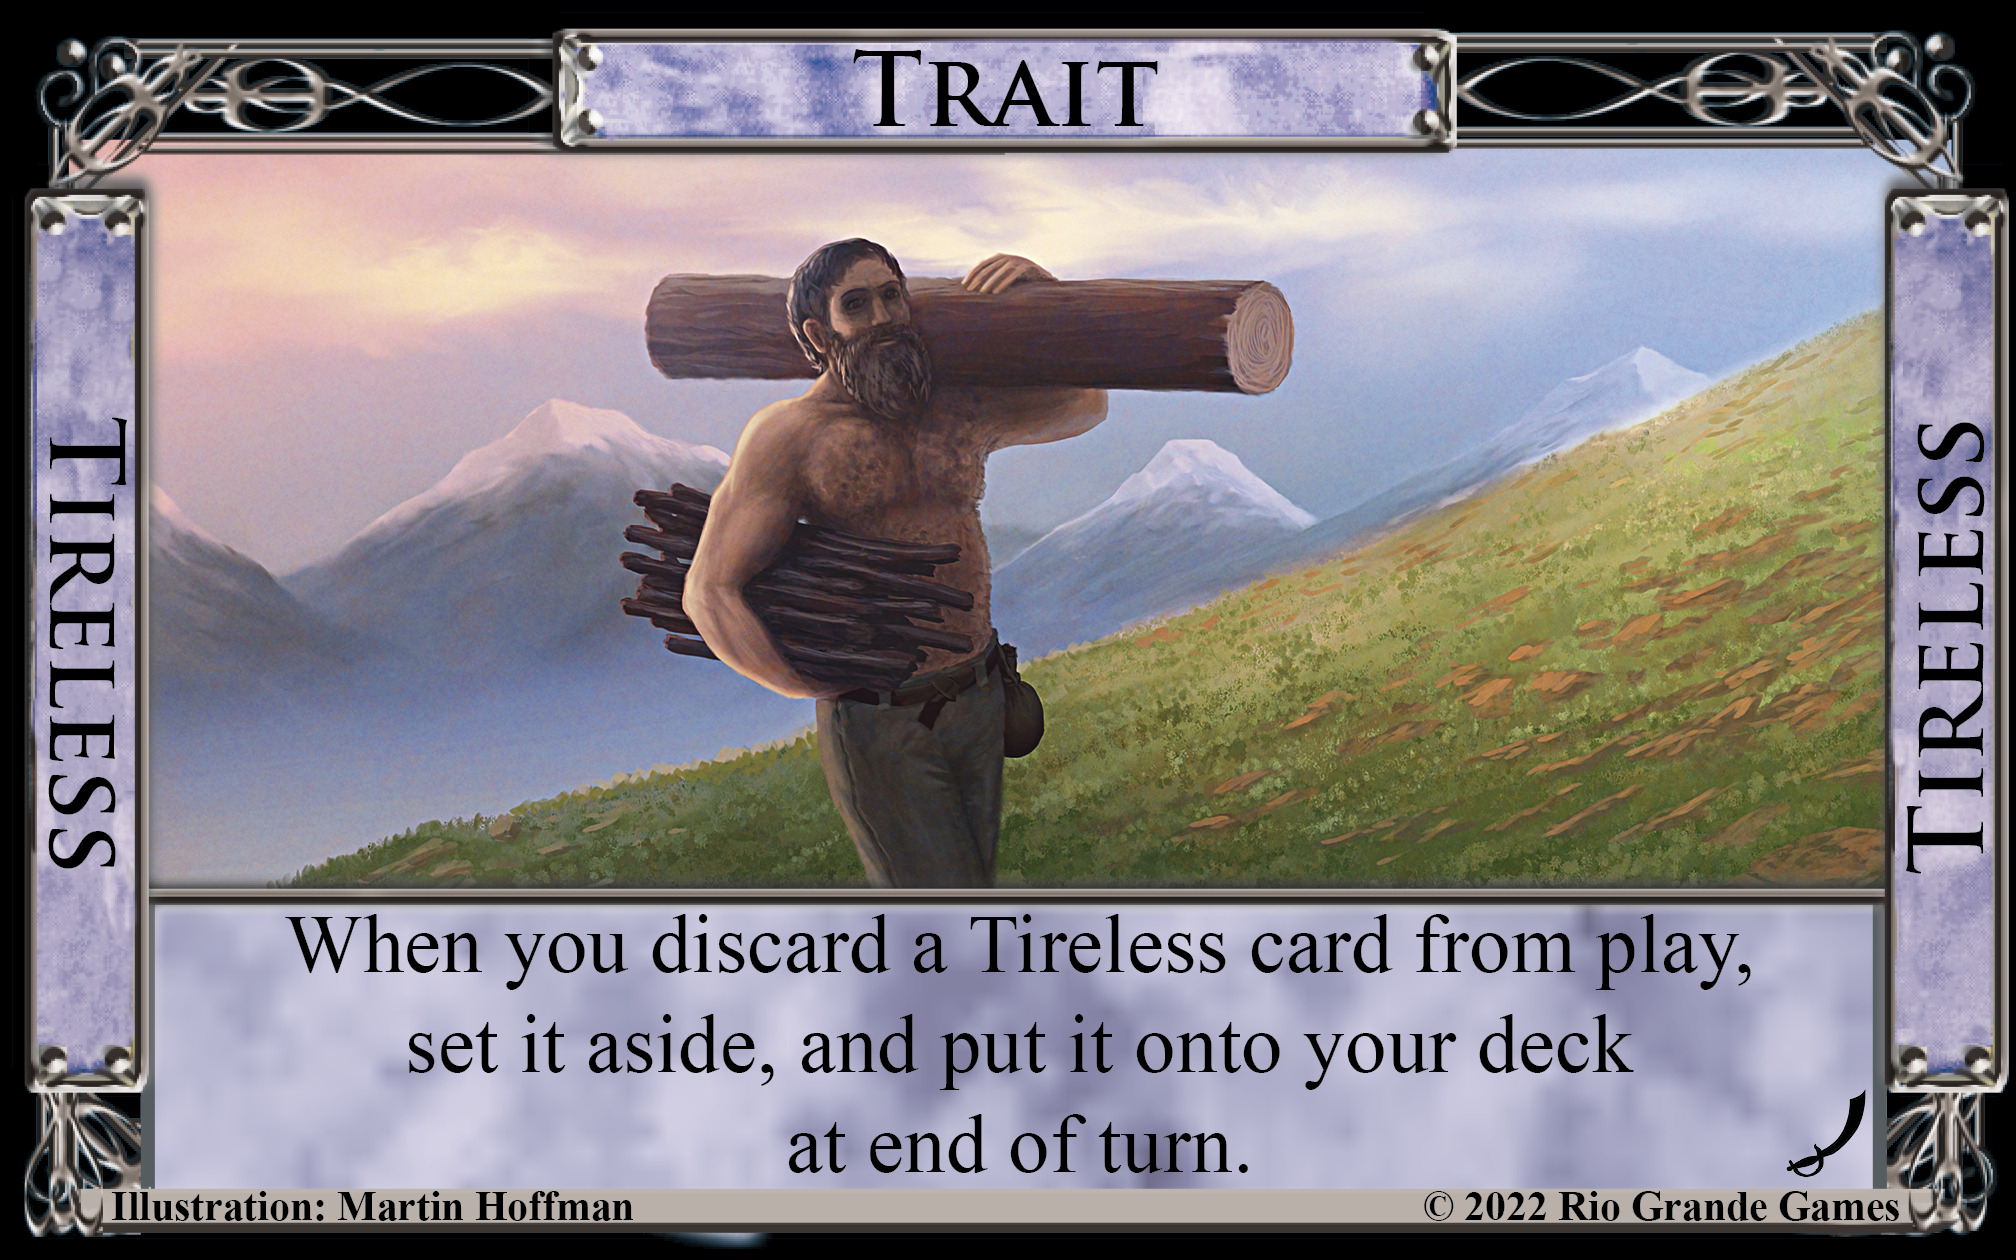 TRAIT
TIRELESS
TIRELESS
When you discard a Tireless card from play,
set it aside, and put it onto your deck
at end of turn.
Illustration: Martin Hoffman
© 2022 Rio Grande Games